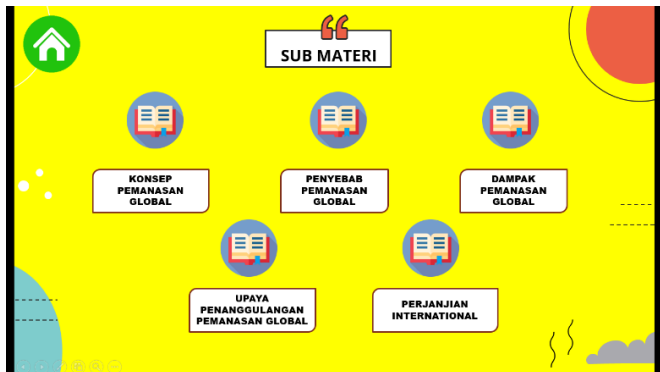 SUB MATERI
KONSEP
PEMANASAN
GLOBAL
PENYEBAB
PEMANASAN
GLOBAL
DAMPAK
PEMANASAN
GLOBAL
UPAYA
PENANGGULANGAN
PEMANASAN GLOBAL
PERJANJIAN
INTERNATIONAL